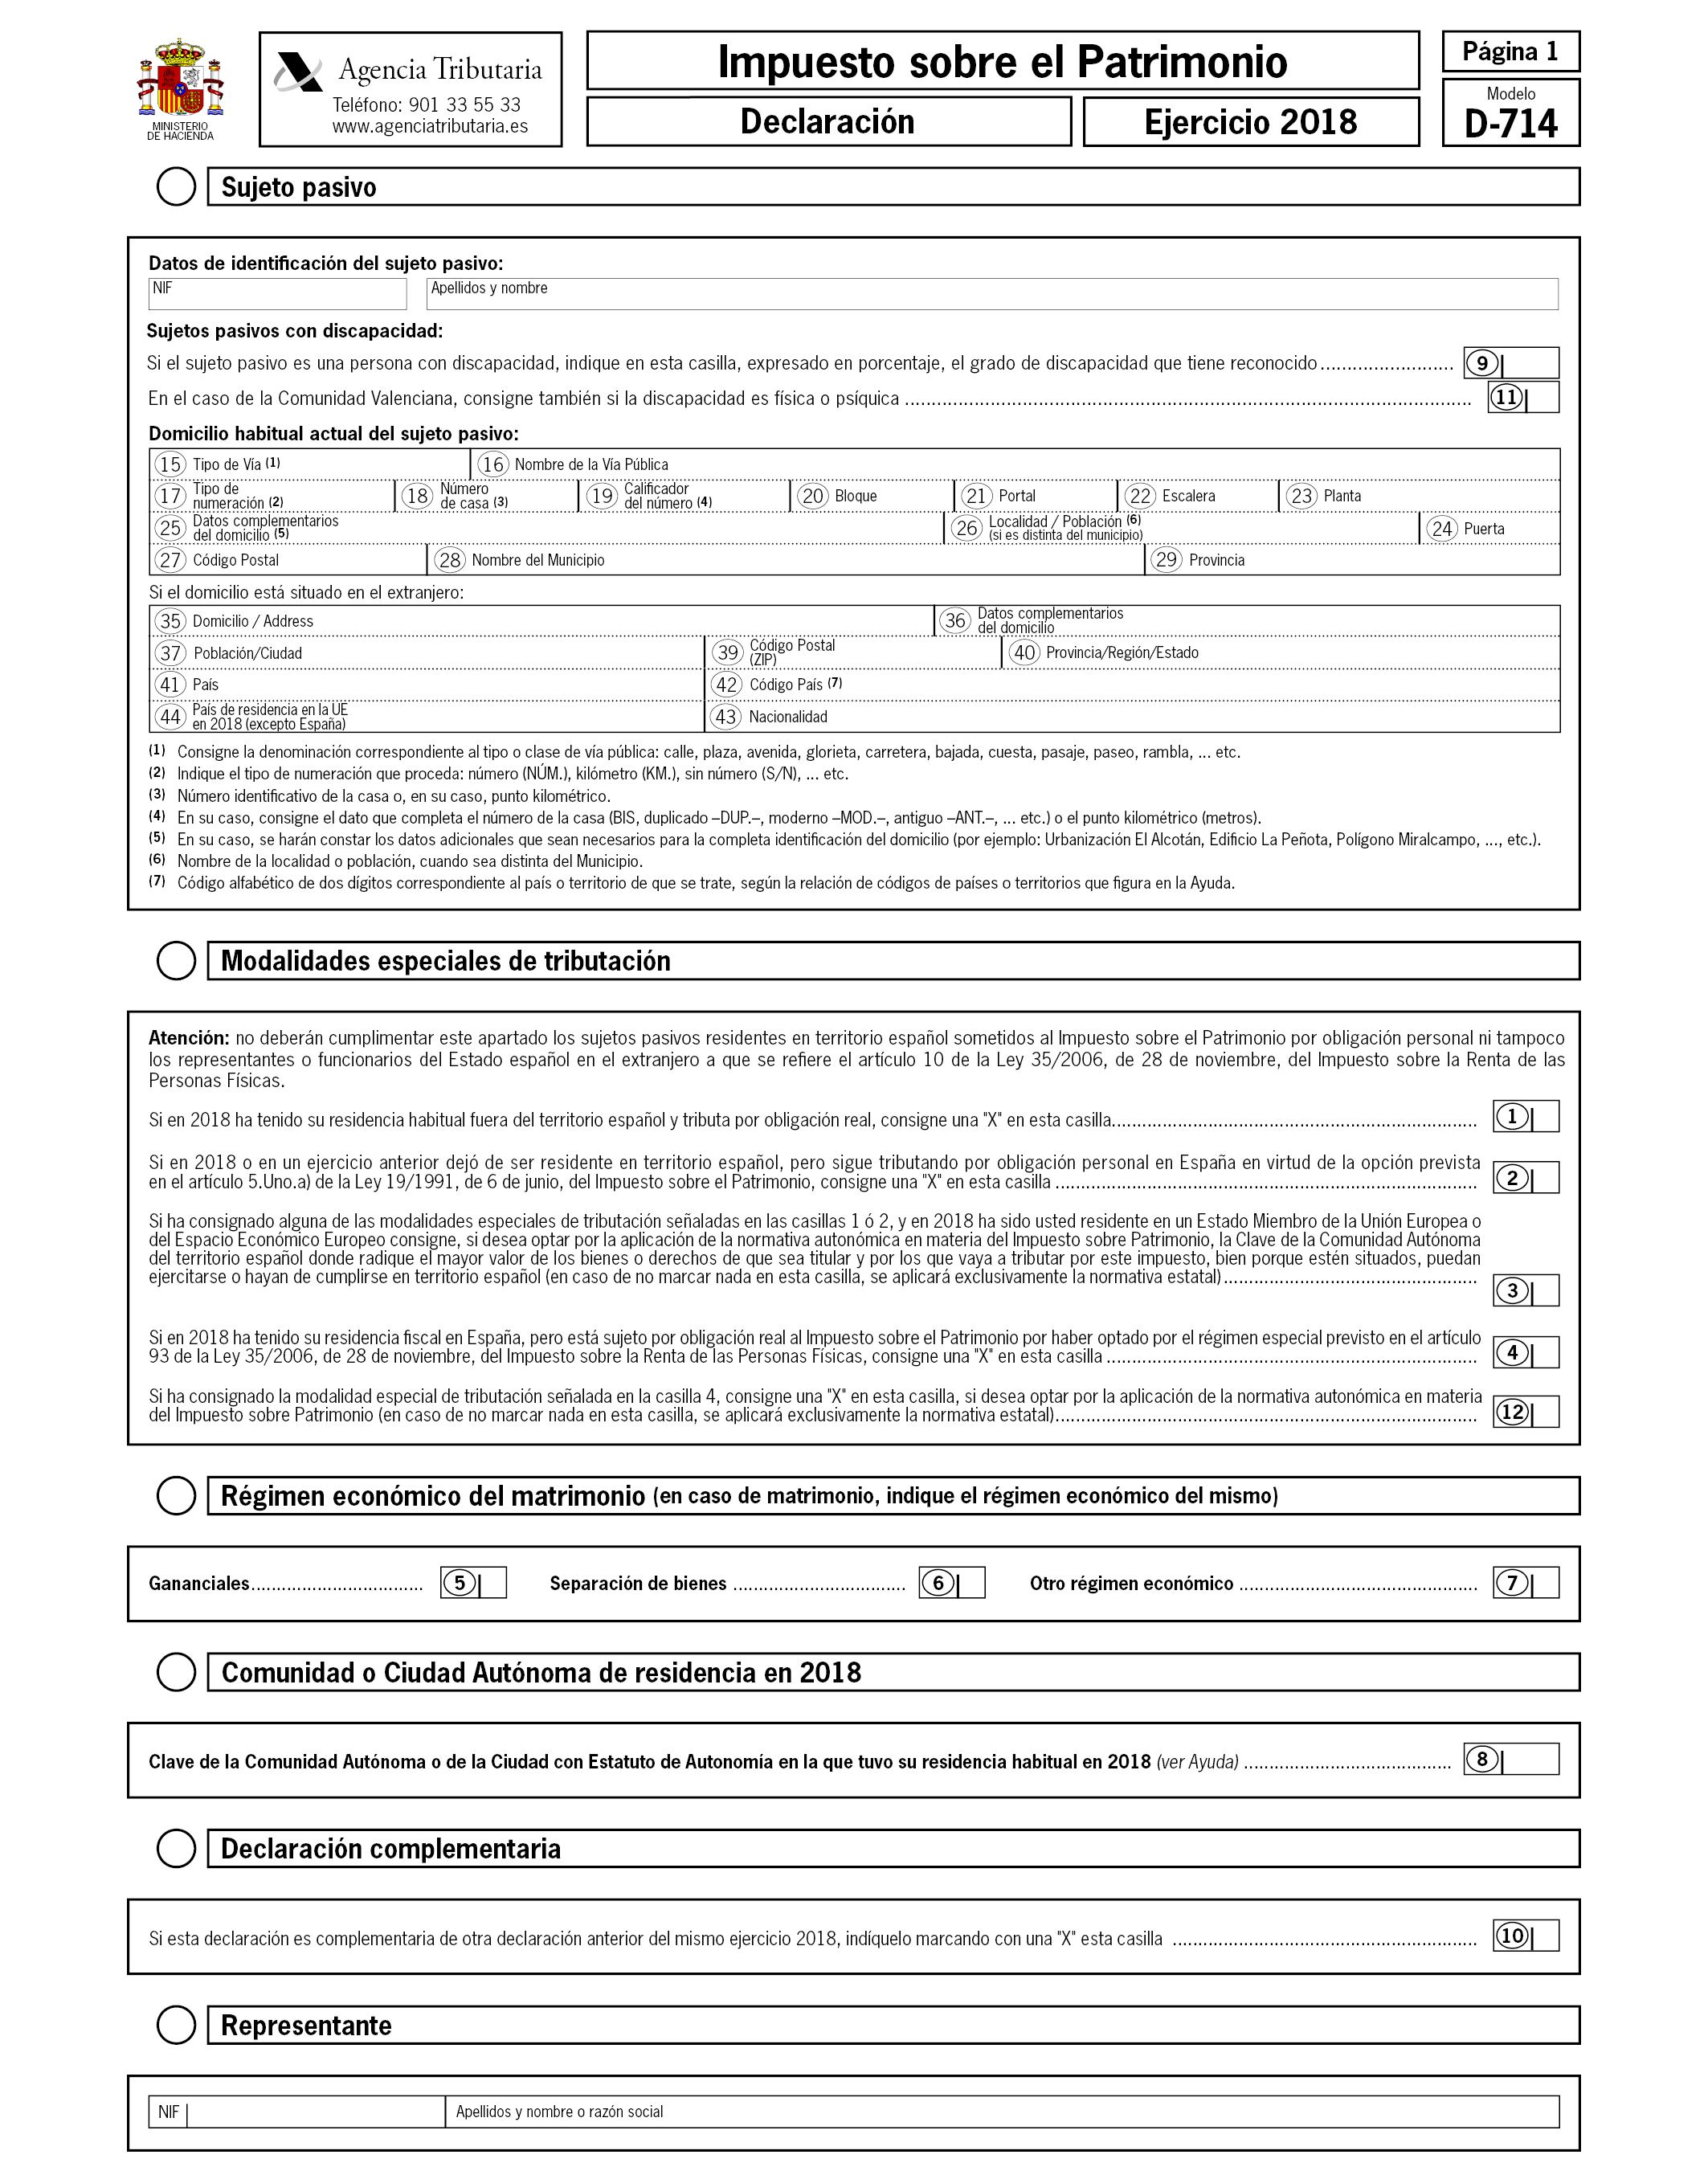 MINISTERIO
DE HACIENDA
Agencia Tributaria
Teléfono: 901 33 55 33
www.agenciatributaria.es
Impuesto sobre el Patrimonio
Declaración
Ejercicio 2018
Página 1
Modelo
D-714
Sujeto pasivo
Datos de identificación del sujeto pasivo:
NIF
Apellidos y nombre
Sujetos pasivos con discapacidad:
Si el sujeto pasivo es una persona con discapacidad, indique en esta casilla, expresado en porcentaje, el grado de discapacidad que tiene reconocido ......................... 9
En el caso de la Comunidad Valenciana, consigne también si la discapacidad es física o psíquica ........................................................................................................... 11
Domicilio habitual actual del sujeto pasivo:
15 Tipo de Vía (1)
16 Nombre de la Vía Pública
17 Tipo de
numeración (2)
18 Número
de casa (3)
19 Calificador
del número (4)
20 Bloque
21 Portal
22 Escalera
23 Planta
25 Datos complementarios
del domicilio (5)
26 Localidad / Población (6)
(si es distinta del municipio)
24 Puerta
27 Código Postal
28 Nombre del Municipio
29 Provincia
Si el domicilio está situado en el extranjero:
35 Domicilio / Address
36 Datos complementarios
del domicilio
37 Población/Ciudad
39 Código Postal
(ZIP)
40 Provincia/Región/Estado
41 País
42 Código País (7)
44 País de residencia en la UE
en 2018 (excepto España)
43 Nacionalidad
(1) Consigne la denominación correspondiente al tipo o clase de vía pública: calle, plaza, avenida, glorieta, carretera, bajada, cuesta, pasaje, paseo, rambla, ... etc.
(2) Indique el tipo de numeración que proceda: número (NÚM.), kilómetro (KM.), sin número (S/N), ... etc.
(3) Número identificativo de la casa o, en su caso, punto kilométrico.
(4) En su caso, consigne el dato que completa el número de la casa (BIS, duplicado –DUP.–, moderno –MOD.–, antiguo –ANT.–, ... etc.) o el punto kilométrico (metros).
(5) En su caso, se harán constar los datos adicionales que sean necesarios para la completa identificación del domicilio (por ejemplo: Urbanización El Alcotán, Edificio La Peñota, Polígono Miralcampo, ..., etc.).
(6) Nombre de la localidad o población, cuando sea distinta del Municipio.
(7) Código alfabético de dos dígitos correspondiente al país o territorio de que se trate, según la relación de códigos de países o territorios que figura en la Ayuda.
Modalidades especiales de tributación
Atención: no deberán cumplimentar este apartado los sujetos pasivos residentes en territorio español sometidos al Impuesto sobre el Patrimonio por obligación personal ni tampoco
los representantes o funcionarios del Estado español en el extranjero a que se refiere el artículo 10 de la Ley 35/2006, de 28 de noviembre, del Impuesto sobre la Renta de las
Personas Físicas.
Si en 2018 ha tenido su residencia habitual fuera del territorio español y tributa por obligación real, consigne una "X" en esta casilla........................................................................ 1
Si en 2018 o en un ejercicio anterior dejó de ser residente en territorio español, pero sigue tributando por obligación personal en España en virtud de la opción prevista
en el artículo 5.Uno.a) de la Ley 19/1991, de 6 de junio, del Impuesto sobre el Patrimonio, consigne una "X" en esta casilla ................................................................................... 2
Si ha consignado alguna de las modalidades especiales de tributación señaladas en las casillas 1 ó 2, y en 2018 ha sido usted residente en un Estado Miembro de la Unión Europea o
del Espacio Económico Europeo consigne, si desea optar por la aplicación de la normativa autonómica en materia del Impuesto sobre Patrimonio, la Clave de la Comunidad Autónoma
del territorio español donde radique el mayor valor de los bienes o derechos de que sea titular y por los que vaya a tributar por este impuesto, bien porque estén situados, puedan
ejercitarse o hayan de cumplirse en territorio español (en caso de no marcar nada en esta casilla, se aplicará exclusivamente la normativa estatal).................................................. 3
Si en 2018 ha tenido su residencia fiscal en España, pero está sujeto por obligación real al Impuesto sobre el Patrimonio por haber optado por el régimen especial previsto en el artículo
93 de la Ley 35/2006, de 28 de noviembre, del Impuesto sobre la Renta de las Personas Físicas, consigne una "X" en esta casilla ......................................................................... 4
Si ha consignado la modalidad especial de tributación señalada en la casilla 4, consigne una "X" en esta casilla, si desea optar por la aplicación de la normativa autonómica en materia
del Impuesto sobre Patrimonio (en caso de no marcar nada en esta casilla, se aplicará exclusivamente la normativa estatal)................................................................................... 12
Régimen económico del matrimonio (en caso de matrimonio, indique el régimen económico del mismo)
Gananciales.................................. 5
Separación de bienes .................................. 6
Otro régimen económico ............................................... 7
Comunidad o Ciudad Autónoma de residencia en 2018
Clave de la Comunidad Autónoma o de la Ciudad con Estatuto de Autonomía en la que tuvo su residencia habitual en 2018 (ver Ayuda) ......................................... 8
Declaración complementaria
Si esta declaración es complementaria de otra declaración anterior del mismo ejercicio 2018, indíquelo marcando con una "X" esta casilla ............................................................ 10
Representante
NIF
Apellidos y nombre o razón social